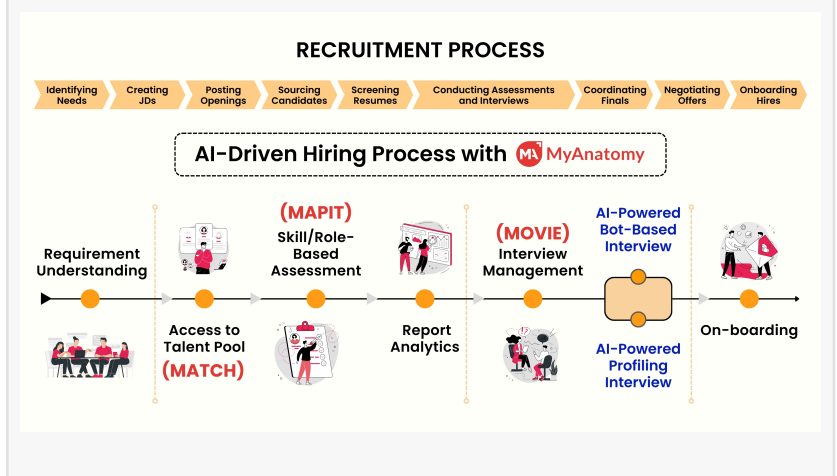 RECRUITMENT PROCESS
Identifying
Needs
Creating
JDs
Posting
Openings
Sourcing
Candidates
Screening
Resumes
Conducting Assessments
and Interviews
Coordinating
Finals
Negotiating
Offers
Onboarding
Hires
AI-Driven Hiring Process with MA MyAnatomy
Requirement
Understanding
Access to
Talent Pool
(MATCH)
(MAPIT)
Skill/Role-
Based
Assessment
Report
Analytics
(MOVIE)
Interview
Management
AI-Powered
Bot-Based
Interview
AI-Powered
Profiling
Interview
On-boarding